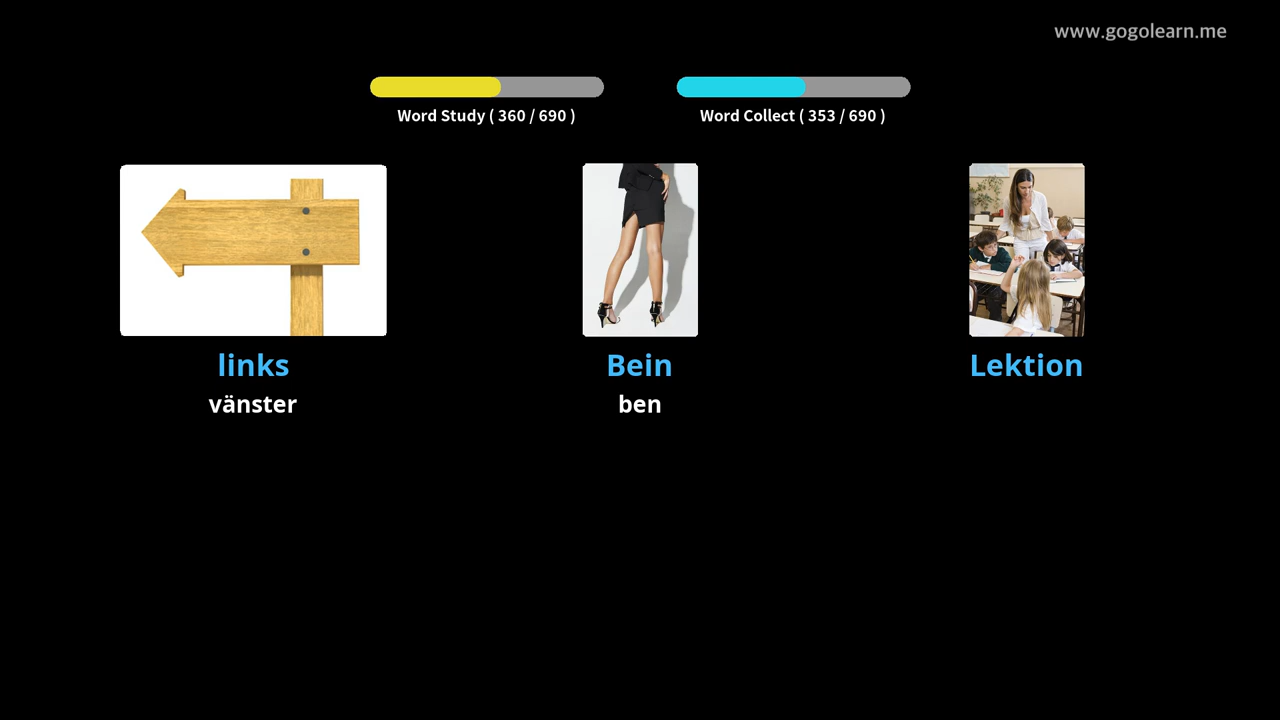 www.gogolearn.me
Word Study ( 360 / 690 )
Word Collect ( 353 / 690 )
links
Bein
Lektion
vänster
ben